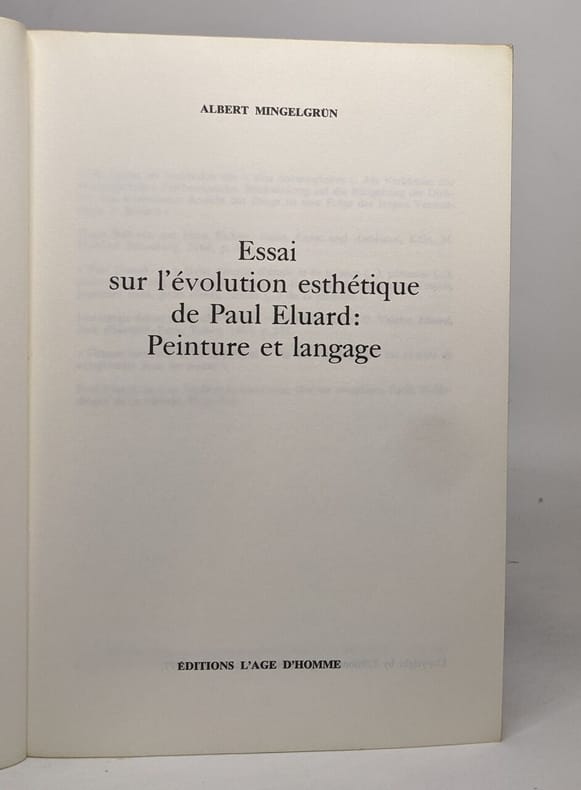 ALBERT MINGELGRÜN
Essai
sur l'évolution esthétique
de Paul Eluard:
Peinture et langage
ÉDITIONS L'AGE D'HOMME